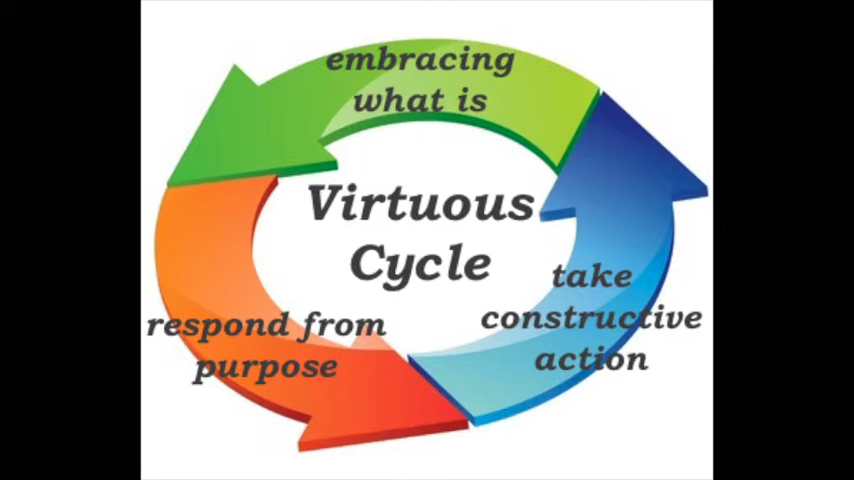 embracing
what is
Virtuous
Cycle
respond from
purpose
take
constructive
action